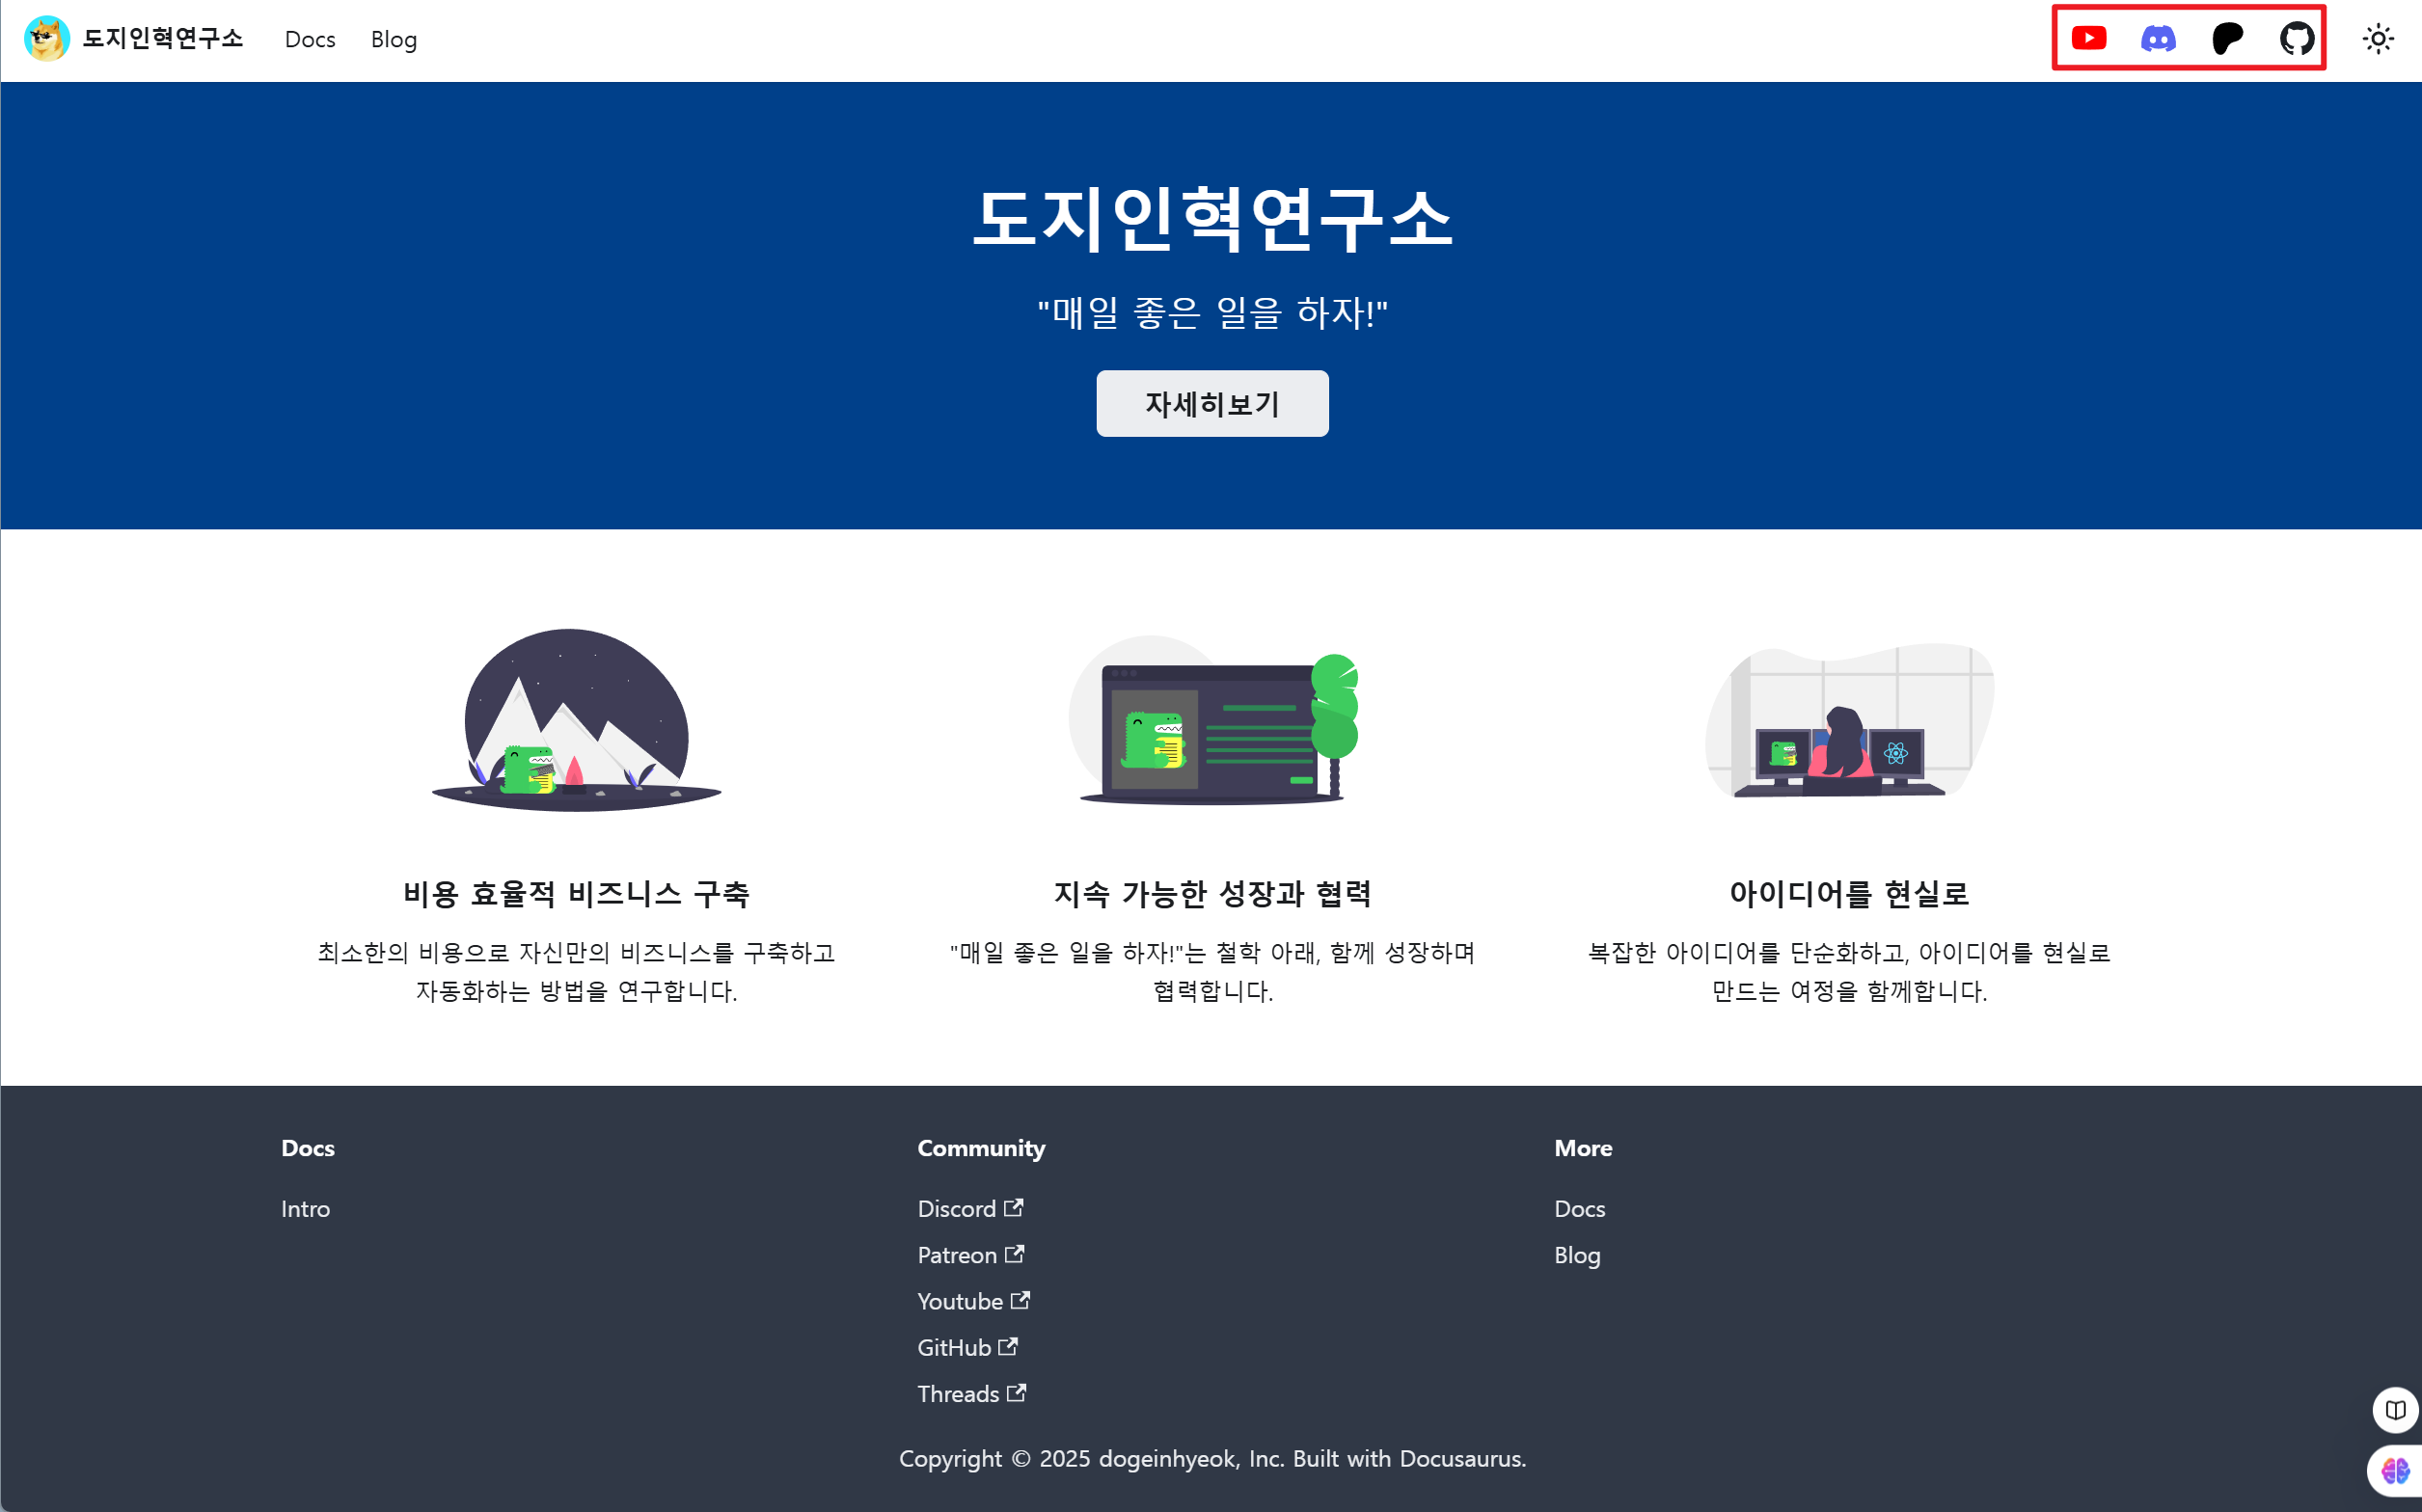 도지인혁연구소 Docs Blog
도지인혁연구소
"매일 좋은 일을 하자!"
자세히보기
비용 효율적 비즈니스 구축
최소한의 비용으로 자신만의 비즈니스를 구축하고
자동화하는 방법을 연구합니다.
지속 가능한 성장과 협력
"매일 좋은 일을 하자!"는 철학 아래, 함께 성장하며
협력합니다.
아이디어를 현실로
복잡한 아이디어를 단순화하고, 아이디어를 현실로
만드는 여정을 함께합니다.
Docs
Intro
Community
Discord
Patreon
Youtube
GitHub
Threads
More
Docs
Blog
Copyright © 2025 dogeinhyeok, Inc. Built with Docusaurus.